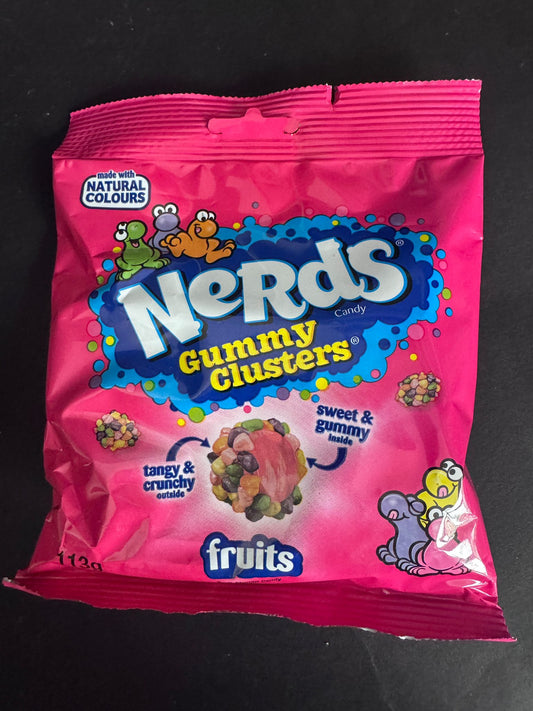 made with
NATURAL
COLOURS
NeRdS®
Candy
Gummy
clusters®
sweet &
gummy
inside
tangy &
crunchy
outside
fruits
113g